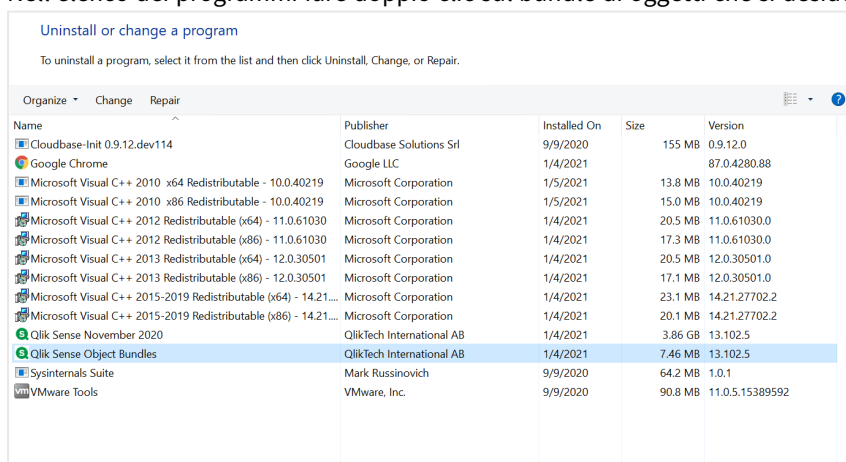 Uninstall or change a program
To uninstall a program, select it from the list and then click Uninstall, Change, or Repair.
Organize Change Repair
Name Publisher Installed On Size Version
Cloudbase-Init 0.9.12.dev114 Cloudbase Solutions Srl 9/9/2020 155 MB 0.9.12.0
Google Chrome Google LLC 1/4/2021 87.0.4280.88
Microsoft Visual C++ 2010 x64 Redistributable - 10.0.40219 Microsoft Corporation 1/5/2021 13.8 MB 10.0.40219
Microsoft Visual C++ 2010 x86 Redistributable - 10.0.40219 Microsoft Corporation 1/5/2021 15.0 MB 10.0.40219
Microsoft Visual C++ 2012 Redistributable (x64) - 11.0.61030 Microsoft Corporation 1/4/2021 20.5 MB 11.0.61030.0
Microsoft Visual C++ 2012 Redistributable (x86) - 11.0.61030 Microsoft Corporation 1/4/2021 17.3 MB 11.0.61030.0
Microsoft Visual C++ 2013 Redistributable (x64) - 12.0.30501 Microsoft Corporation 1/4/2021 20.5 MB 12.0.30501.0
Microsoft Visual C++ 2013 Redistributable (x86) - 12.0.30501 Microsoft Corporation 1/4/2021 17.1 MB 12.0.30501.0
Microsoft Visual C++ 2015-2019 Redistributable (x64) - 14.21.... Microsoft Corporation 1/4/2021 23.1 MB 14.21.27702.2
Microsoft Visual C++ 2015-2019 Redistributable (x86) - 14.21.... Microsoft Corporation 1/4/2021 20.1 MB 14.21.27702.2
Qlik Sense November 2020 QlikTech International AB 1/4/2021 3.86 GB 13.102.5
Qlik Sense Object Bundles QlikTech International AB 1/4/2021 7.46 MB 13.102.5
Sysinternals Suite Mark Russinovich 9/9/2020 64.2 MB 1.0.1
vm VMware Tools VMware, Inc. 9/9/2020 90.8 MB 11.0.5.15389592